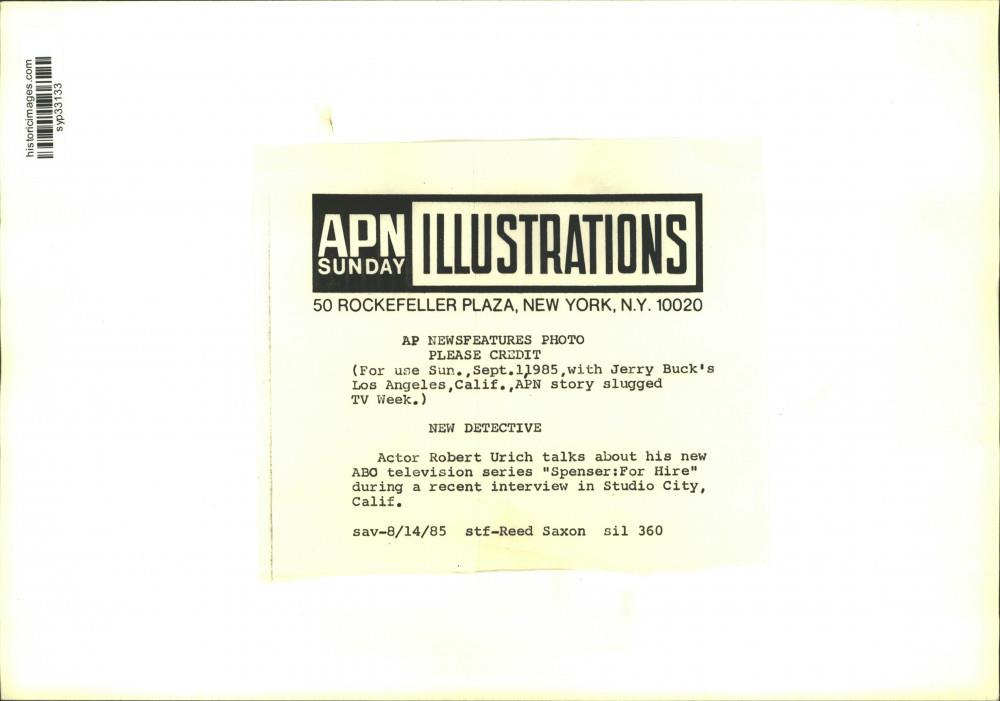 historicimages.com
syp33133
APN
SUNDAY
ILLUSTRATIONS
50 ROCKEFELLER PLAZA, NEW YORK, N.Y. 10020
AP NEWSFEATURES PHOTO
PLEASE CREDIT
(For use Sun.,Sept.1,1985,with Jerry Buck's
Los Angeles,Calif.,APN story slugged
TV Week.)
NEW DETECTIVE
Actor Robert Urich talks about his new
ABC television series "Spenser:For Hire"
during a recent interview in Studio City,
Calif.
sav-8/14/85 stf-Reed Saxon sil 360